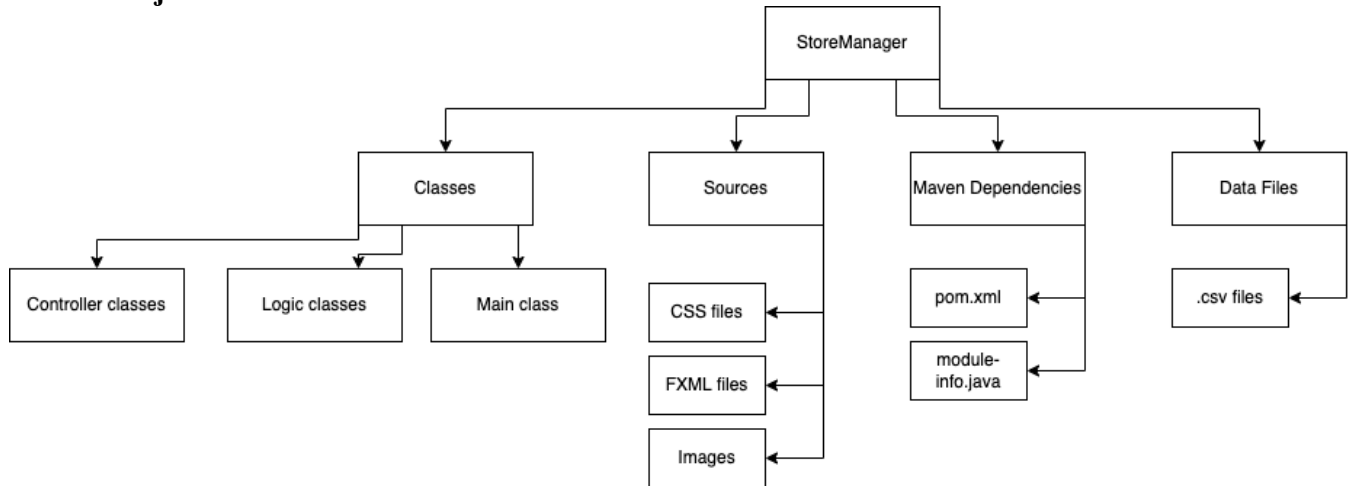 StoreManager
Classes
Sources
Maven Dependencies
Data Files
Controller classes
Logic classes
Main class
CSS files
FXML files
Images
pom.xml
module-
info.java
.csv files